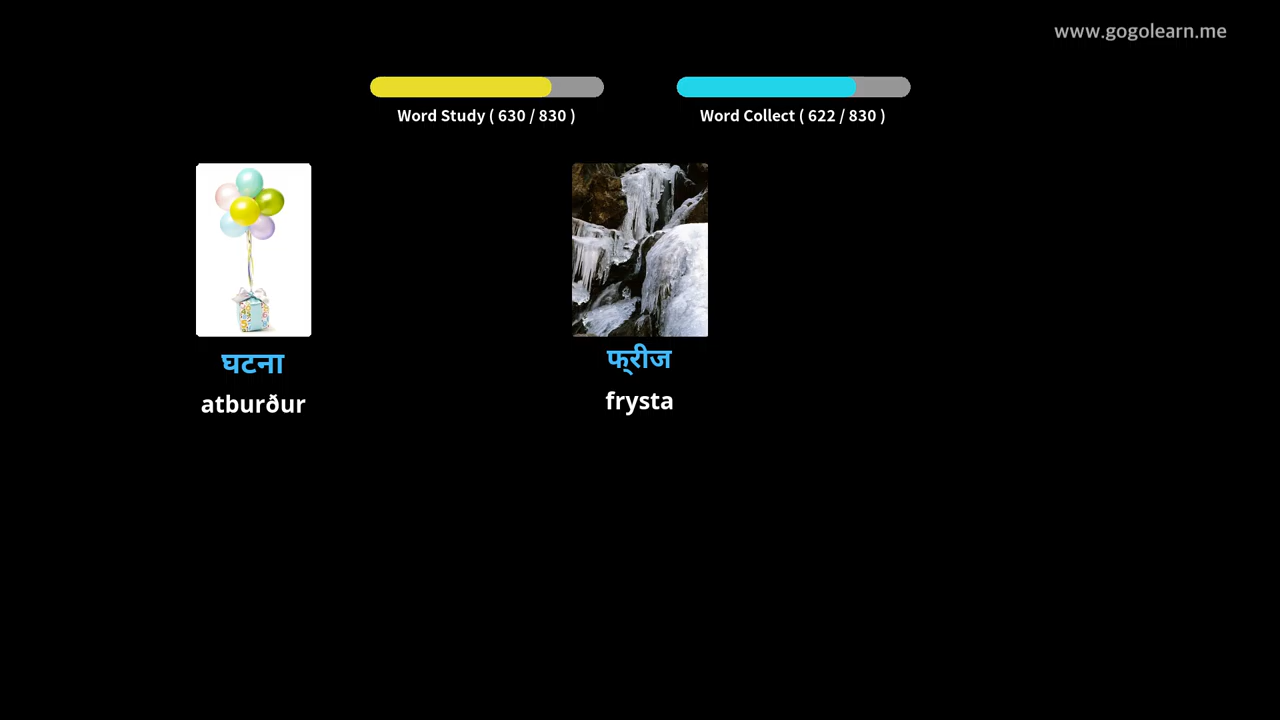 www.gogolearn.me
Word Study ( 630 / 830 )
Word Collect ( 622 / 830 )
घटना
atburður
फ्रीज
frysta